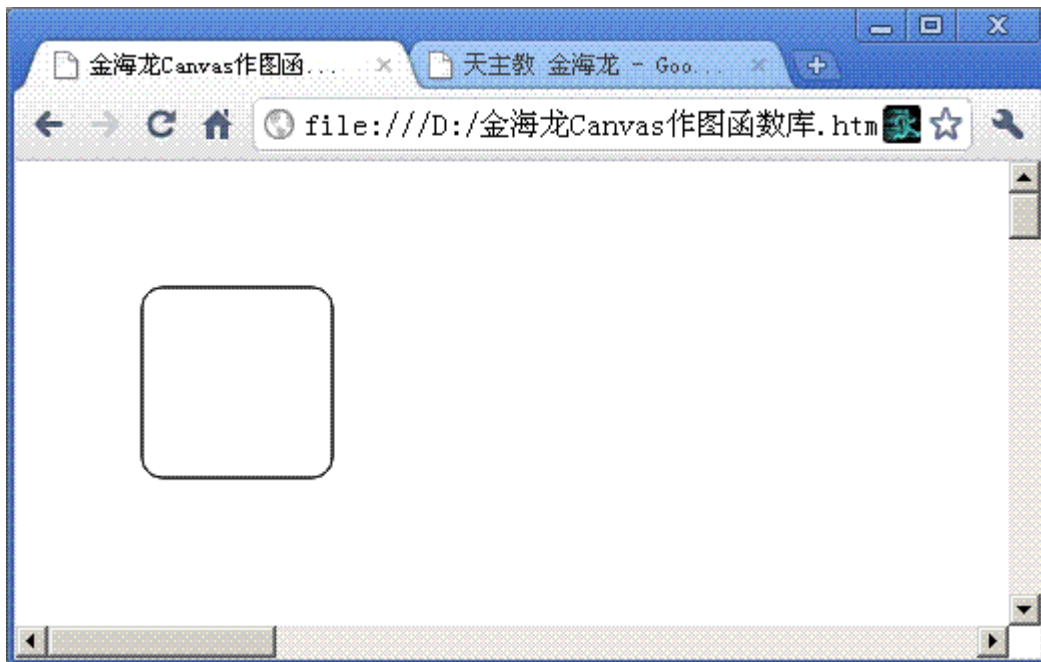 金海龙Canvas作图函...
天主教 金海龙 - Goo...
file:///D:/金海龙Canvas作图函数库.htm